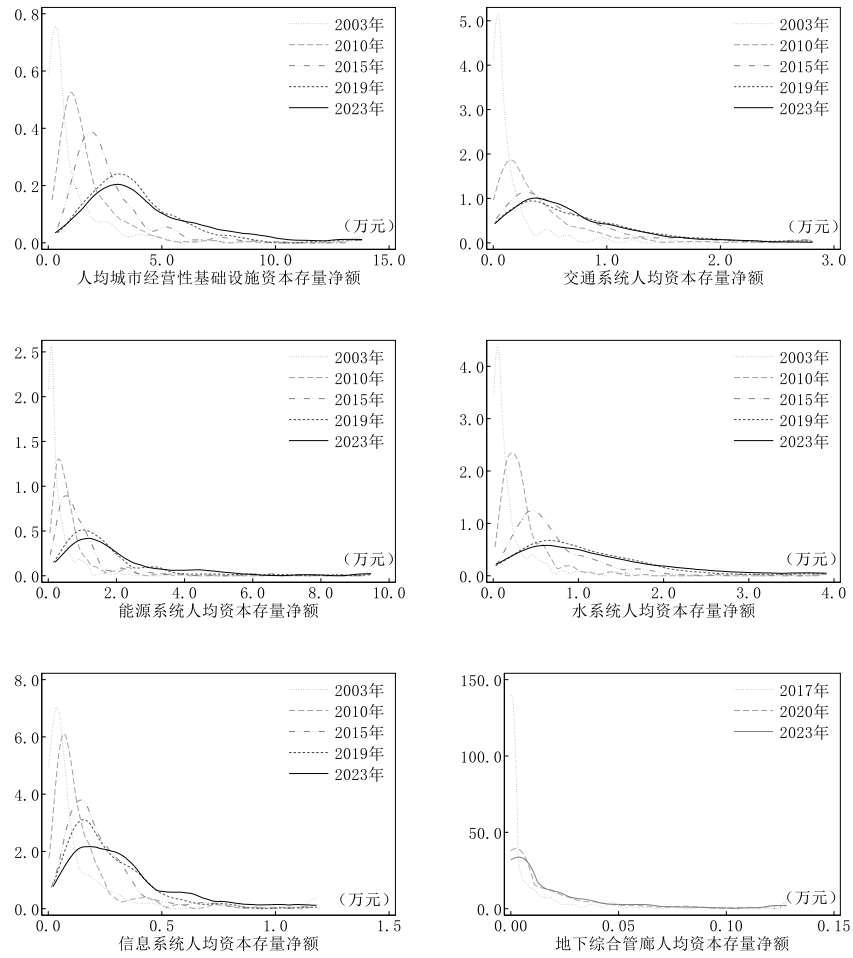 0.8
0.6
0.4
0.2
0.0
2003年
2010年
2015年
2019年
2023年
(万元)
0.0 5.0 10.0 15.0
人均城市经营性基础设施资本存量净额
5.0
4.0
3.0
2.0
1.0
0.0
2003年
2010年
2015年
2019年
2023年
(万元)
0.0 1.0 2.0 3.0
交通系统人均资本存量净额
2.5
2.0
1.5
1.0
0.5
0.0
2003年
2010年
2015年
2019年
2023年
(万元)
0.0 2.0 4.0 6.0 8.0 10.0
能源系统人均资本存量净额
4.0
3.0
2.0
1.0
0.0
2003年
2010年
2015年
2019年
2023年
(万元)
0.0 1.0 2.0 3.0 4.0
水系统人均资本存量净额
8.0
6.0
4.0
2.0
0.0
2003年
2010年
2015年
2019年
2023年
(万元)
0.0 0.5 1.0 1.5
信息系统人均资本存量净额
150.0
100.0
50.0
0.0
2017年
2020年
2023年
(万元)
0.00 0.05 0.10 0.15
地下综合管廊人均资本存量净额